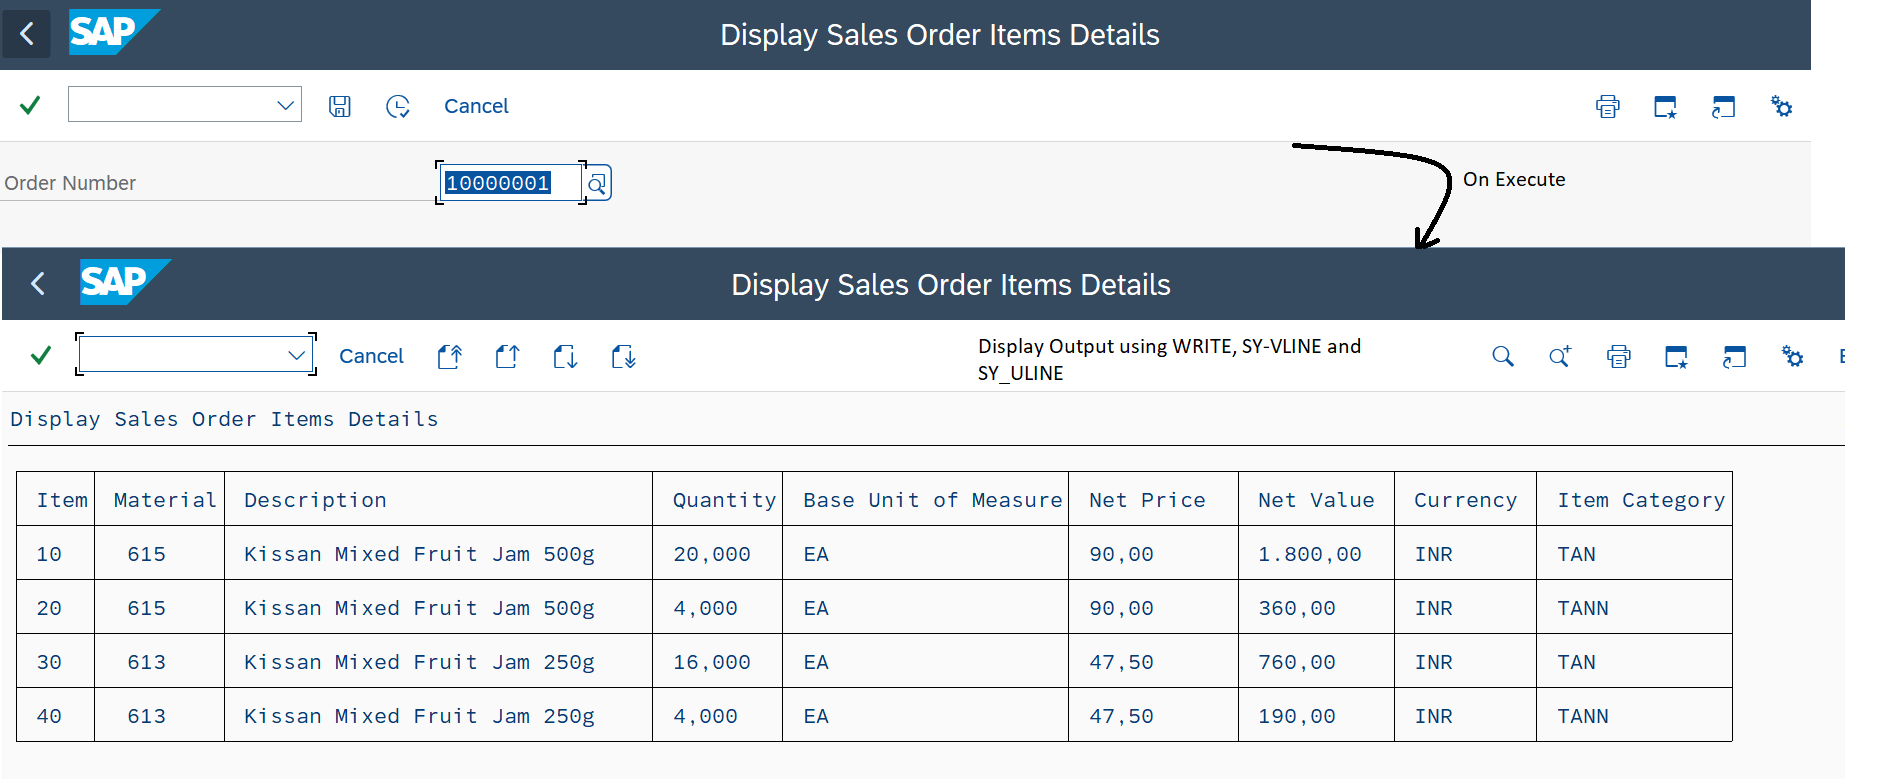 SAP
Display Sales Order Items Details
Cancel
Order Number
10000001
On Execute
SAP
Display Sales Order Items Details
Cancel
Display Output using WRITE, SY-VLINE and
SY_ULINE
Display Sales Order Items Details
Item Material Description Quantity Base Unit of Measure Net Price Net Value Currency Item Category
10 615 Kissan Mixed Fruit Jam 500g 20,000 EA 90,00 1.800,00 INR TAN
20 615 Kissan Mixed Fruit Jam 500g 4,000 EA 90,00 360,00 INR TANN
30 613 Kissan Mixed Fruit Jam 250g 16,000 EA 47,50 760,00 INR TAN
40 613 Kissan Mixed Fruit Jam 250g 4,000 EA 47,50 190,00 INR TANN